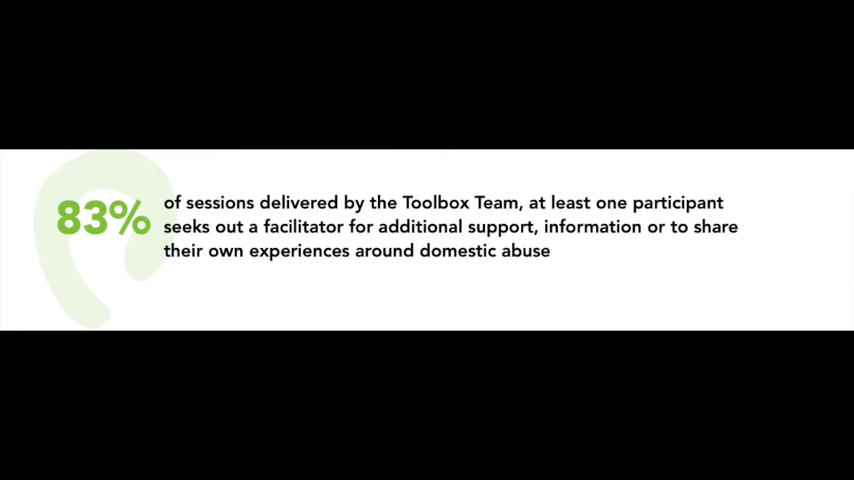 83%
of sessions delivered by the Toolbox Team, at least one participant
seeks out a facilitator for additional support, information or to share
their own experiences around domestic abuse